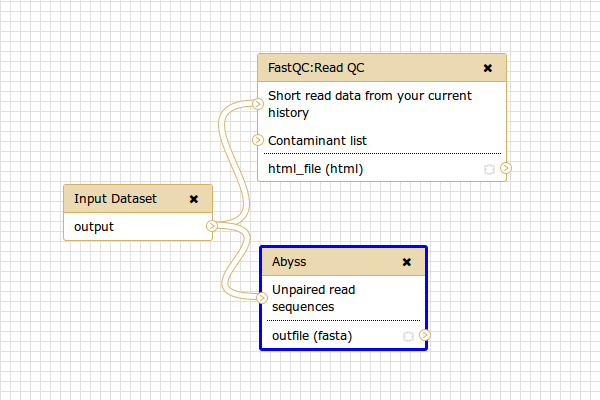 FastQC:Read QC
Short read data from your current
history
Contaminant list
html_file (html)
Input Dataset
output
Abyss
Unpaired read
sequences
outfile (fasta)